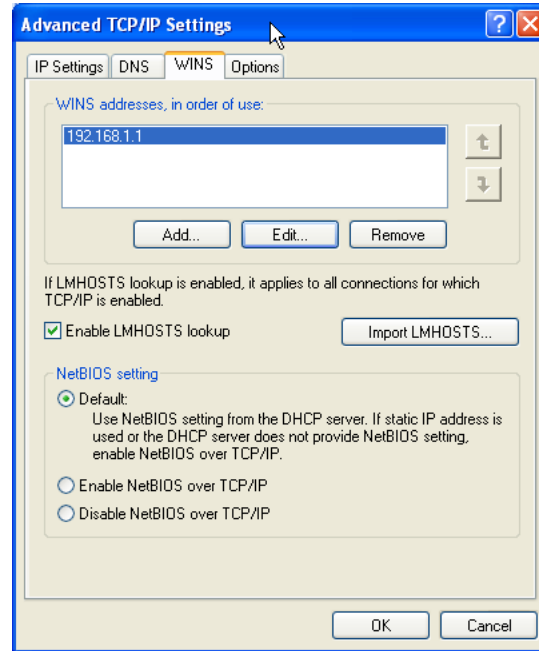 Advanced TCP/IP Settings
IP Settings DNS WINS Options
WINS addresses, in order of use:
192.168.1.1
Add... Edit... Remove
If LMHOSTS lookup is enabled, it applies to all connections for which
TCP/IP is enabled.
Enable LMHOSTS lookup Import LMHOSTS...
NetBIOS setting
Default:
Use NetBIOS setting from the DHCP server. If static IP address is
used or the DHCP server does not provide NetBIOS setting,
enable NetBIOS over TCP/IP.
Enable NetBIOS over TCP/IP
Disable NetBIOS over TCP/IP
OK Cancel